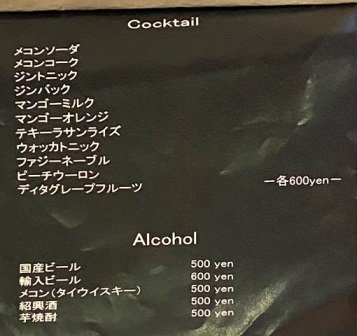 Cocktail
メコンソーダ
メコンコーク
ジントニック
ジンバック
マンゴーミルク
マンゴーオレンジ
テキーラサンライズ
ウォッカトニック
ファジーネーブル
ピーチウーロン
ディタグレープフルーツ ー各600yenー
Alcohol
国産ビール 500 yen
輸入ビール 600 yen
メコン(タイウイスキー) 500 yen
紹興酒 500 yen
芋焼酎 500 yen